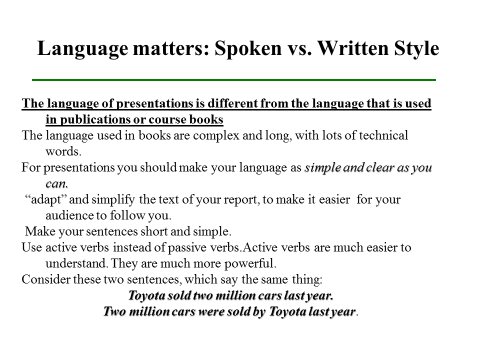 Language matters: Spoken vs. Written Style
The language of presentations is different from the language that is used
in publications or course books
The language used in books are complex and long, with lots of technical
words.
For presentations you should make your language as simple and clear as you
can.
“adapt” and simplify the text of your report, to make it easier  for your
audience to follow you.
Make your sentences short and simple.
Use active verbs instead of passive verbs.Active verbs are much easier to
understand. They are much more powerful.
Consider these two sentences, which say the same thing:
Toyota sold two million cars last year.
Two million cars were sold by Toyota last year.